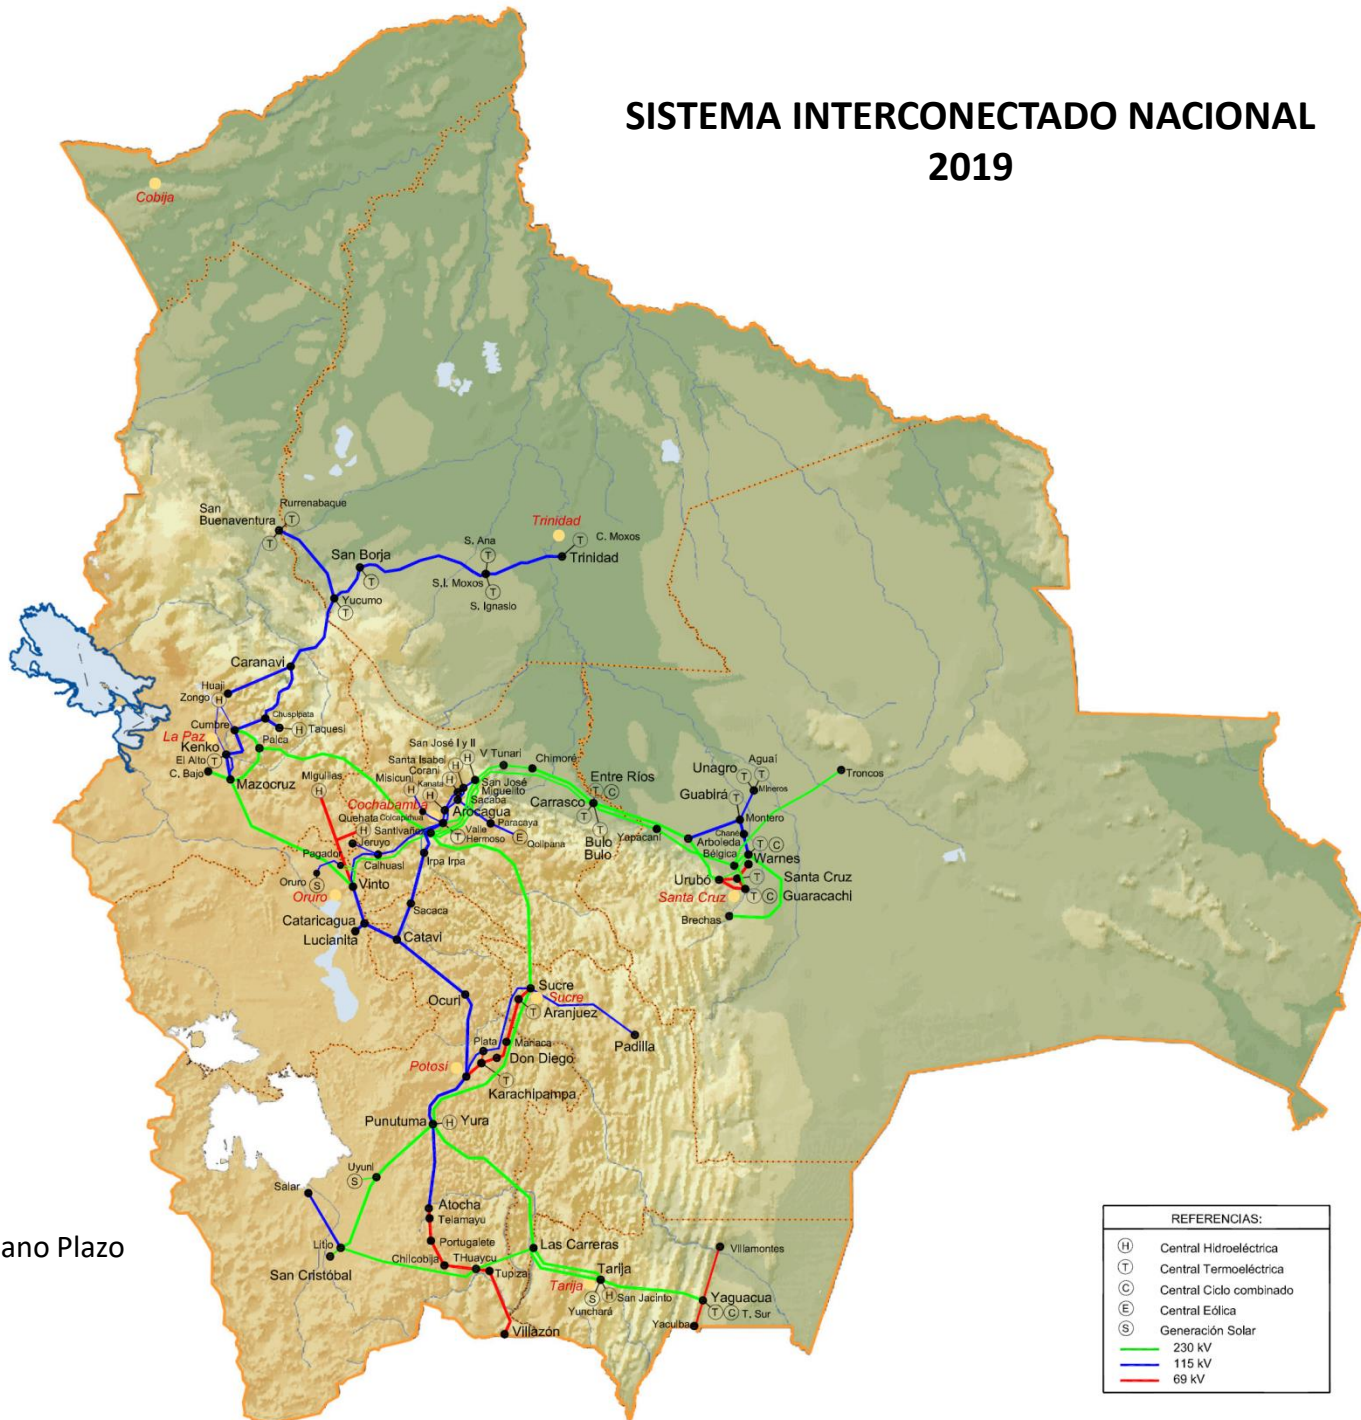 SISTEMA INTERCONECTADO NACIONAL
2019
Cobija
Rurrenabaque
San
Buenaventura
T
T
San Borja
T
Yucumo
T
S. Ana
T
S.I. Moxos
T
S. Ignasio
Trinidad
T
C. Moxos
Trinidad
Caranavi
Huaji
Zongo
H
Chuspipata
H
Taquesi
Cumbre
La Paz
Palca
Kenko
El Alto
T
C. Bajo
Mazocruz
Miguillas
H
San José I y II
H
H
Santa Isabel
Corani
H
Misicuni
H
Kanata
H
V Tunari
Chimoré
San José
Miguelito
Sacaba
Cochabamba
Colcapirhua
Arocagua
Paracaya
E
Qollpana
Quehata
H
Santivañez
T
Valle
Hermoso
Jeruyo
Irpa Irpa
Pagador
Calhuasi
Oruro
S
Vinto
Oruro
Entre Ríos
T
C
Carrasco
T
T
Bulo
Bulo
Yapacaní
Unagro
Aguaí
T
T
Mineros
Guabirá
T
Montero
Troncos
Chané
Arboleda
T
C
Bélgica
Warnes
Urubó
T
Santa Cruz
Santa Cruz
T
C
Guaracachi
Brechas
Sacaca
Cataricagua
Lucianita
Catavi
Ocuri
Sucre
Sucre
T
Aranjuez
Padilla
Plata
Mariaca
Don Diego
Potosí
T
Karachipampa
Punutuma
H
Yura
Uyuni
S
Salar
Atocha
Telamayu
Litio
Portugalete
San Cristóbal
Chilcobija
THuaycu
Tupiza
Las Carreras
Villamontes
Tarija
Tarija
S
H
San Jacinto
Yunchará
Yaguacua
T
C
T. Sur
Yacuiba
Villazón
ano Plazo
REFERENCIAS:
H Central Hidroeléctrica
T Central Termoeléctrica
C Central Ciclo combinado
E Central Eólica
S Generación Solar
230 kV
115 kV
69 kV